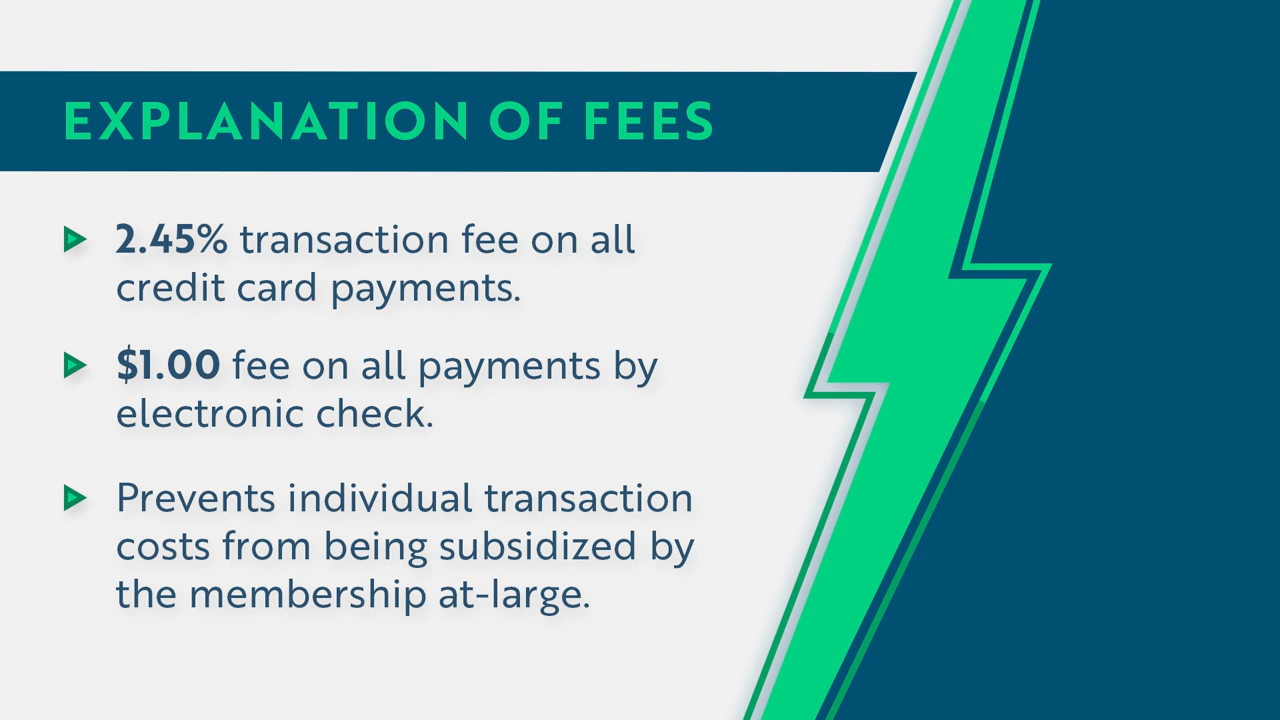 EXPLANATION OF FEES
2.45% transaction fee on all
credit card payments.
$1.00 fee on all payments by
electronic check.
Prevents individual transaction
costs from being subsidized by
the membership at-large.